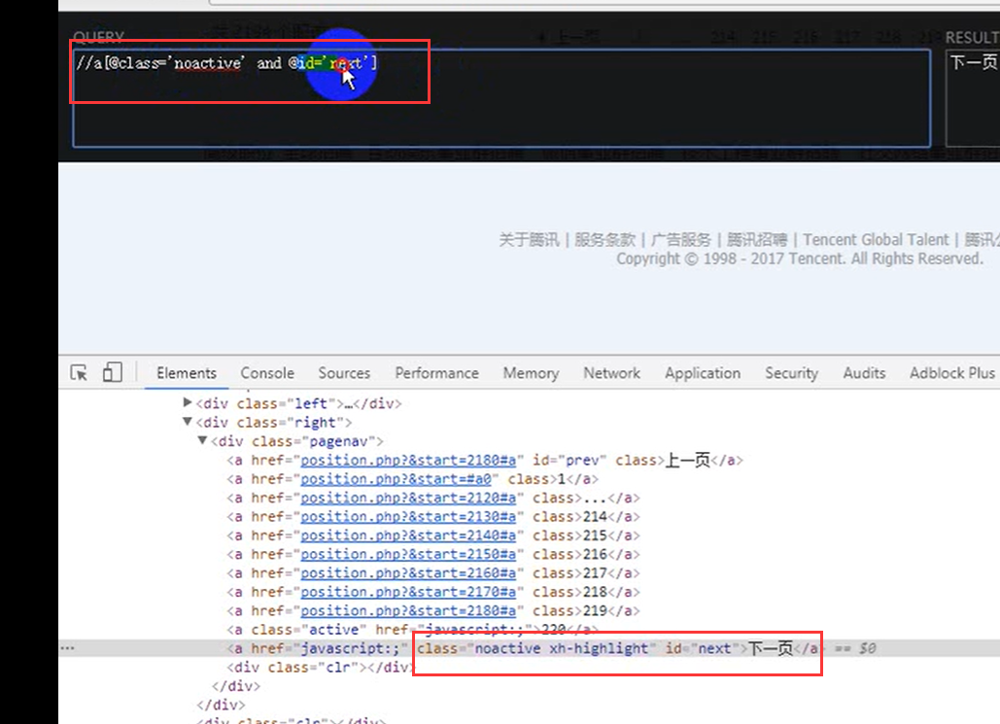 QUERY
RESULT
//a[@class='noactive' and @id='next']
下一页
关于腾讯 | 服务条款 | 广告服务 | 腾讯招聘 | Tencent Global Talent | 腾讯
Copyright © 1998 - 2017 Tencent. All Rights Reserved.
Elements Console Sources Performance Memory Network Application Security Audits Adblock Plus
▶<div class="left">…</div>
▼<div class="right">
▼<div class="pagenav">
<a href="position.php?&start=2180#a" id="prev" class>上一页</a>
<a href="position.php?&start=#a0" class>1</a>
<a href="position.php?&start=2120#a" class>...</a>
<a href="position.php?&start=2130#a" class>214</a>
<a href="position.php?&start=2140#a" class>215</a>
<a href="position.php?&start=2150#a" class>216</a>
<a href="position.php?&start=2160#a" class>217</a>
<a href="position.php?&start=2170#a" class>218</a>
<a href="position.php?&start=2180#a" class>219</a>
<a class="active" href="javascript:;">220</a>
<a href="javascript:;" class="noactive xh-highlight" id="next">下一页</a> == $0
<div class="clr"></div>
</div>
</div>
<div class="clr"></div>